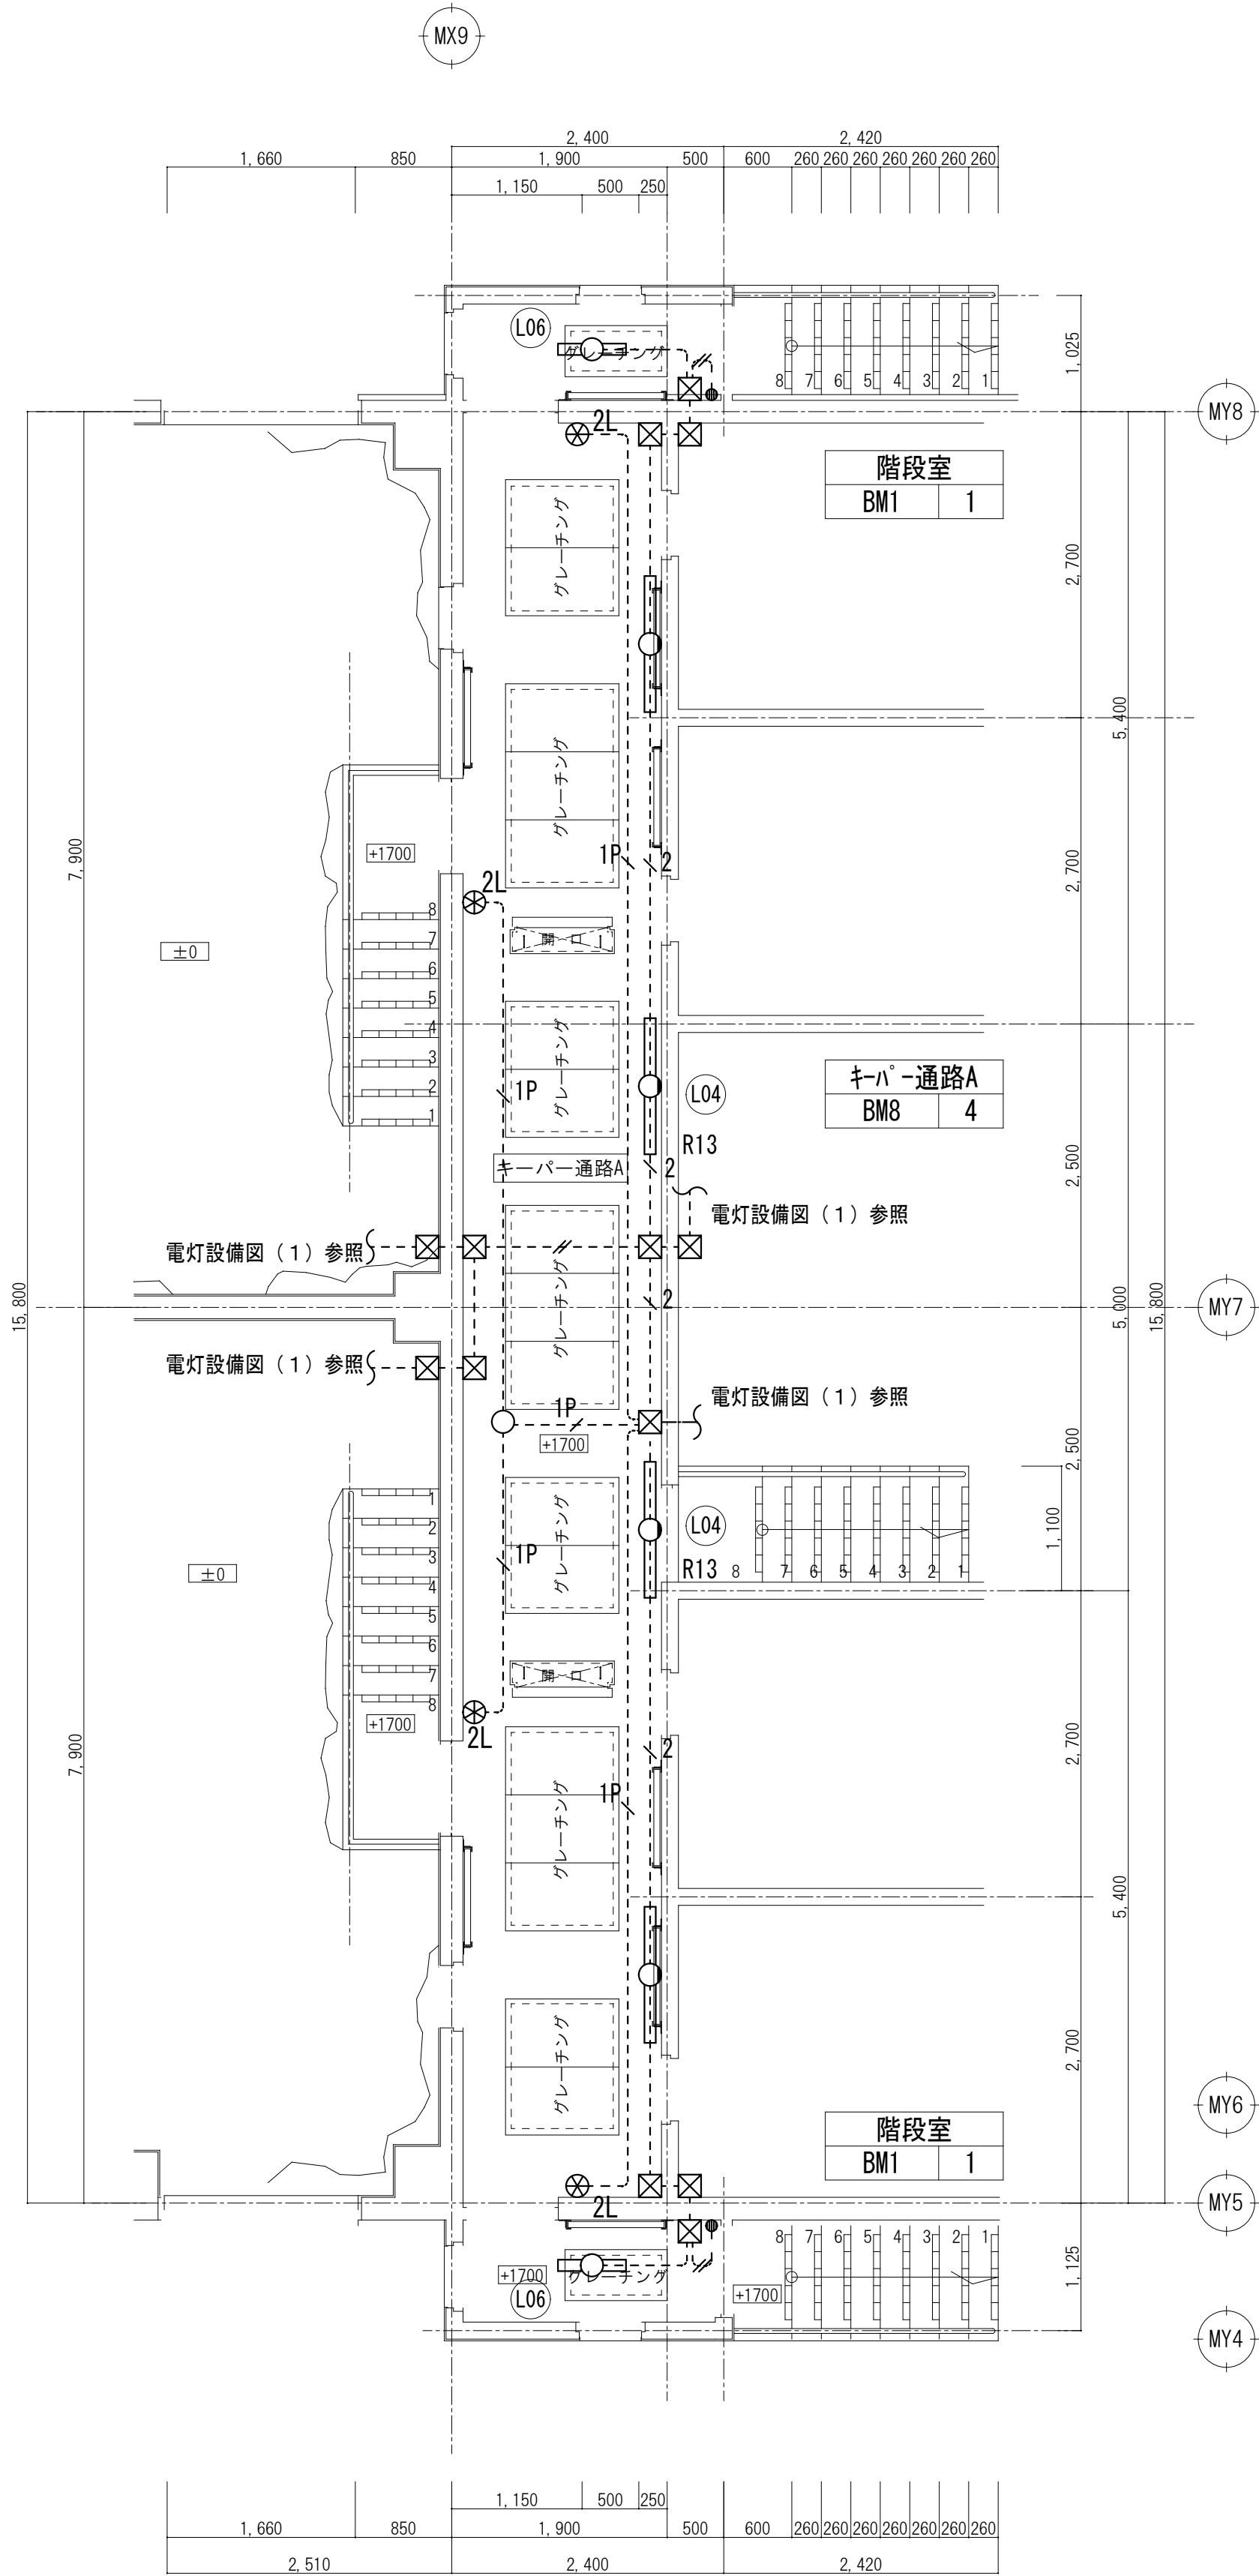 MX9
2,400
2,420
1,660
850
1,900
500
600
260 260 260 260 260 260 260
1,150
500
250
L06
グレーチング
8 7 6 5 4 3 2 1
1,025
MY8
2L
階段室
BM1
1
グレーチング
2,700
5,400
グレーチング
7,900
+1700
1P
2
2,700
2L
8
7
6
5
4
3
2
1
開口
±0
グレーチング
1P
L04
R13
キーパー通路A
BM8
4
キーパー通路A
2
2,500
電灯設備図（1）参照
電灯設備図（1）参照
グレーチング
2
15,800
5,000
15,800
MY7
電灯設備図（1）参照
電灯設備図（1）参照
1P
+1700
2,500
1
2
3
4
5
6
7
8
±0
1P
グレーチング
L04
R13
8 7 6 5 4 3 2 1
1,100
開口
+1700
2L
2
2,700
7,900
1P
グレーチング
5,400
グレーチング
2,700
MY6
階段室
BM1
1
MY5
2L
8 7 6 5 4 3 2 1
+1700
グレーチング
L06
+1700
1,125
MY4
1,150
500
250
1,660
850
1,900
500
600
260 260 260 260 260 260 260
2,510
2,400
2,420